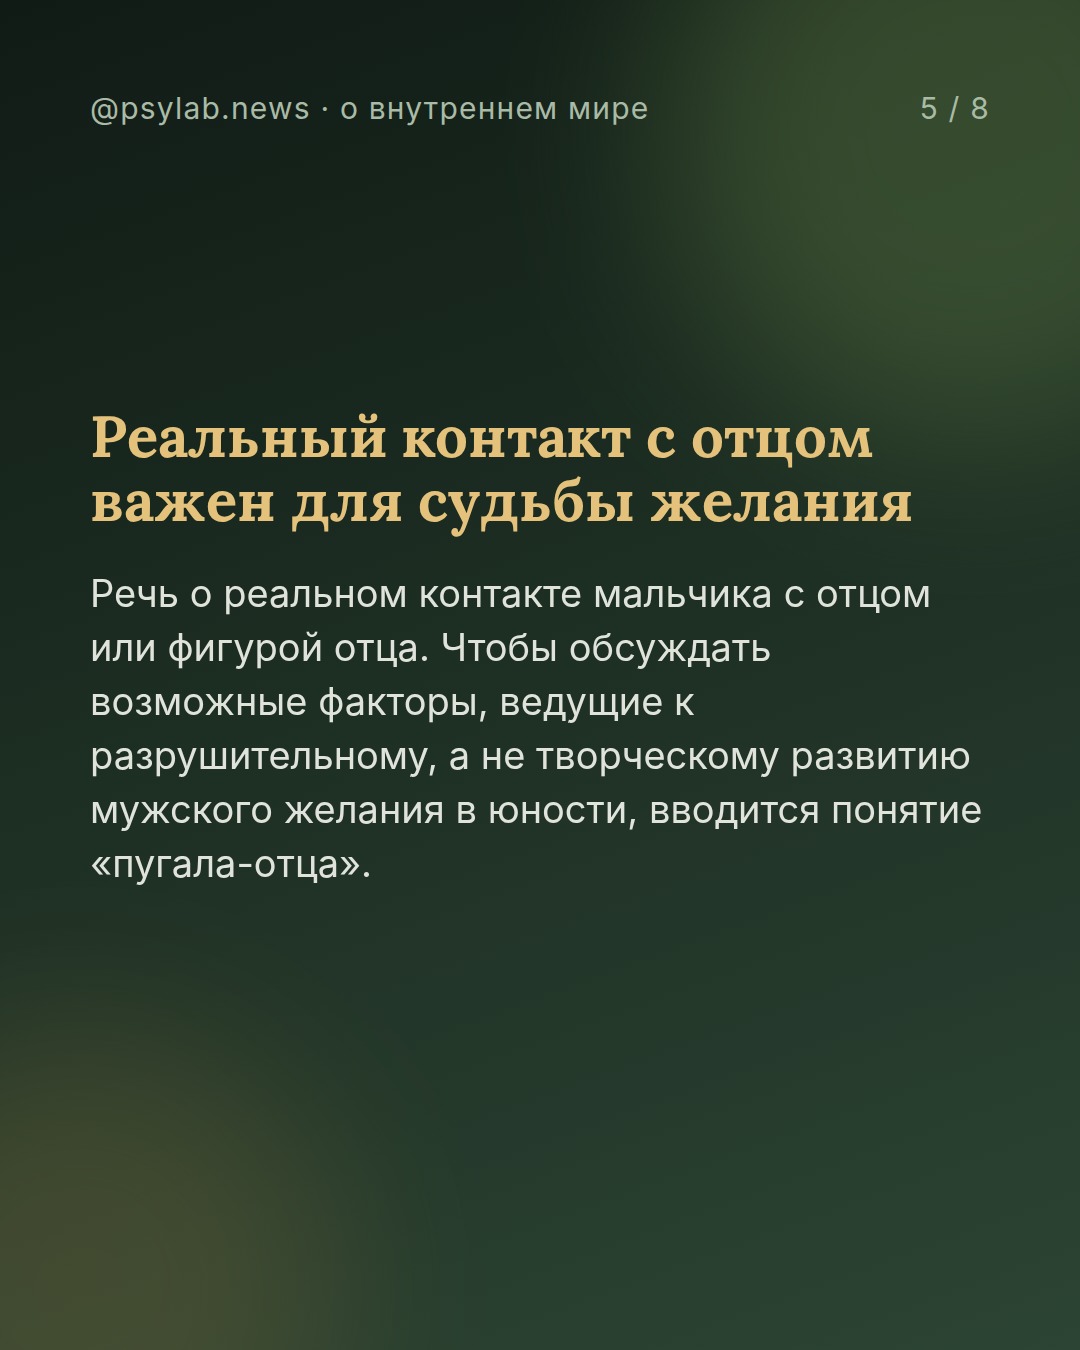 @psylab.news · о внутреннем мире
5 / 8
Реальный контакт с отцом
важен для судьбы желания
Речь о реальном контакте мальчика с отцом
или фигурой отца. Чтобы обсуждать
возможные факторы, ведущие к
разрушительному, а не творческому развитию
мужского желания в юности, вводится понятие
«пугала-отца».